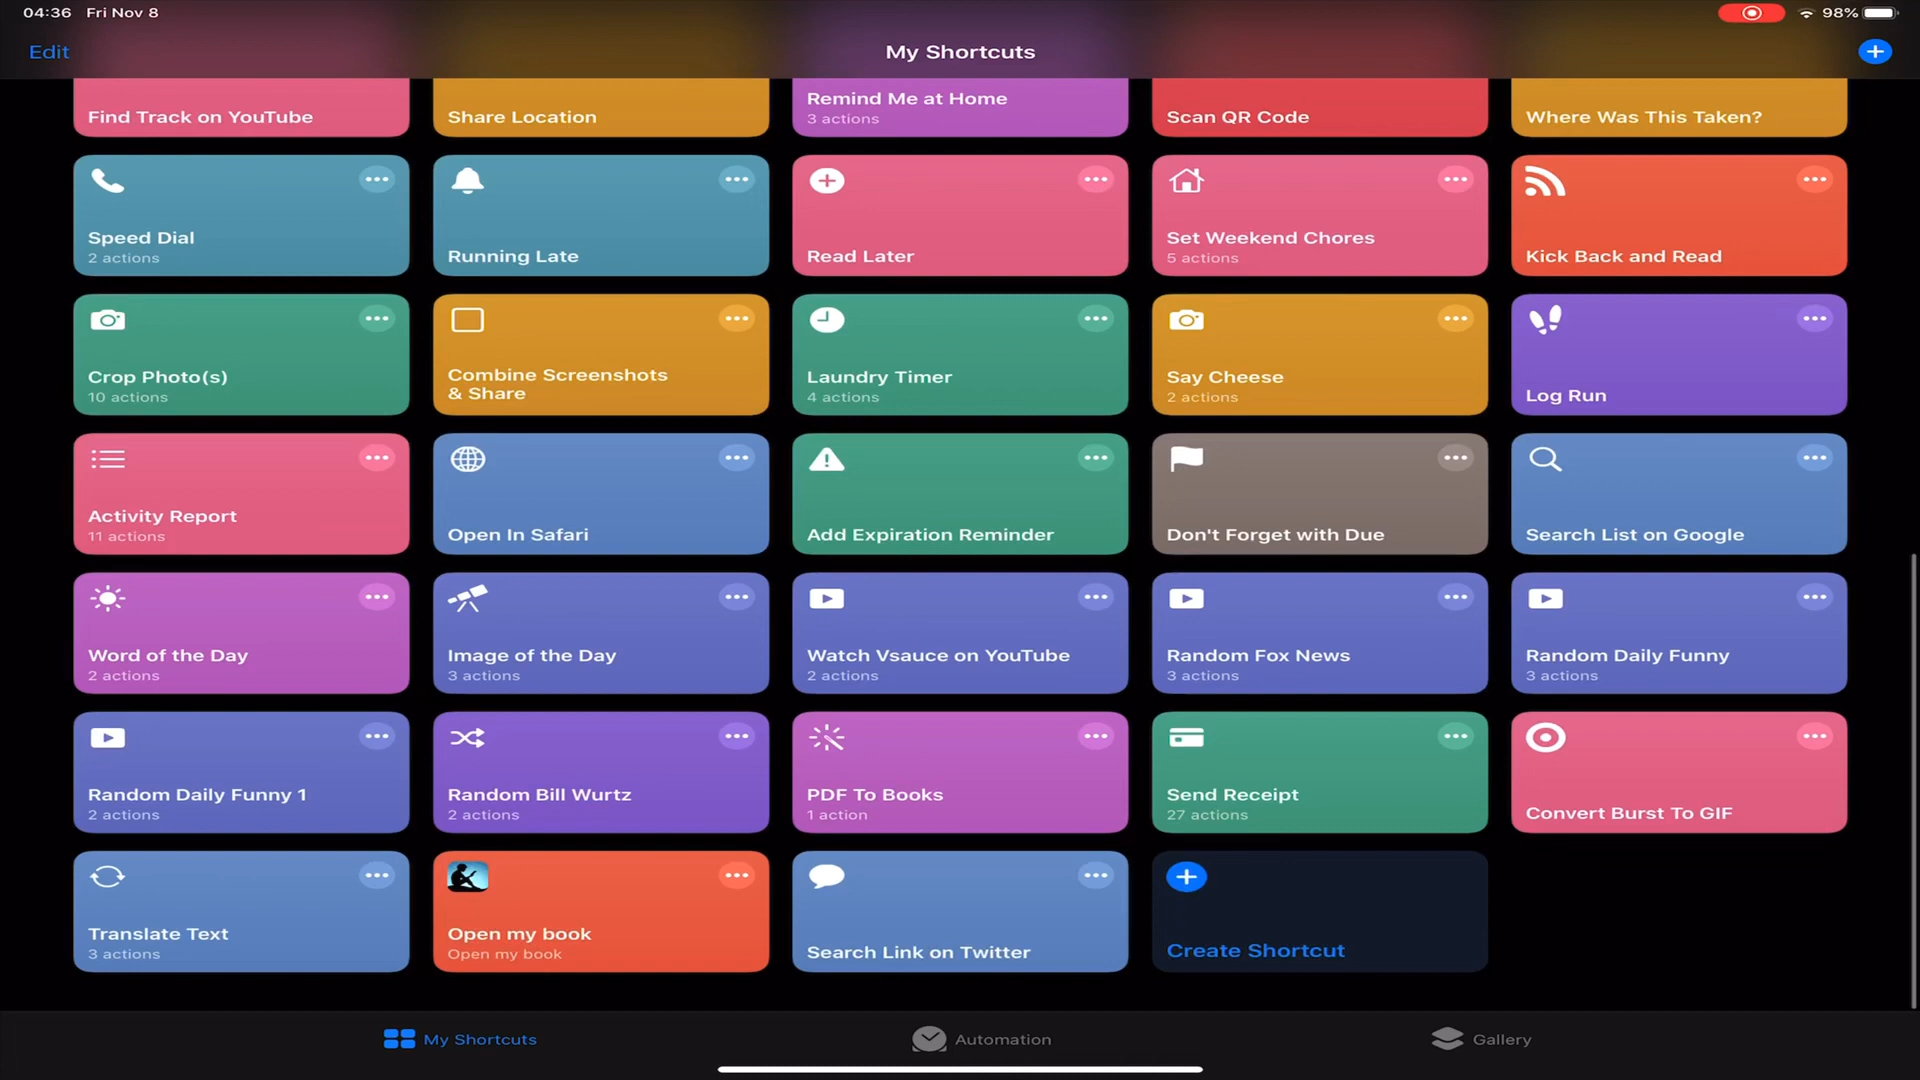 04:36 Fri Nov 8
98%
Edit
My Shortcuts
Find Track on YouTube
Share Location
Remind Me at Home
3 actions
Scan QR Code
Where Was This Taken?
Speed Dial
2 actions
Running Late
Read Later
Set Weekend Chores
5 actions
Kick Back and Read
Crop Photo(s)
10 actions
Combine Screenshots
& Share
Laundry Timer
4 actions
Say Cheese
2 actions
Log Run
Activity Report
11 actions
Open In Safari
Add Expiration Reminder
Don't Forget with Due
Search List on Google
Word of the Day
2 actions
Image of the Day
3 actions
Watch Vsauce on YouTube
2 actions
Random Fox News
3 actions
Random Daily Funny
3 actions
Random Daily Funny 1
2 actions
Random Bill Wurtz
2 actions
PDF To Books
1 action
Send Receipt
27 actions
Convert Burst To GIF
Translate Text
3 actions
Open my book
Open my book
Search Link on Twitter
Create Shortcut
My Shortcuts
Automation
Gallery